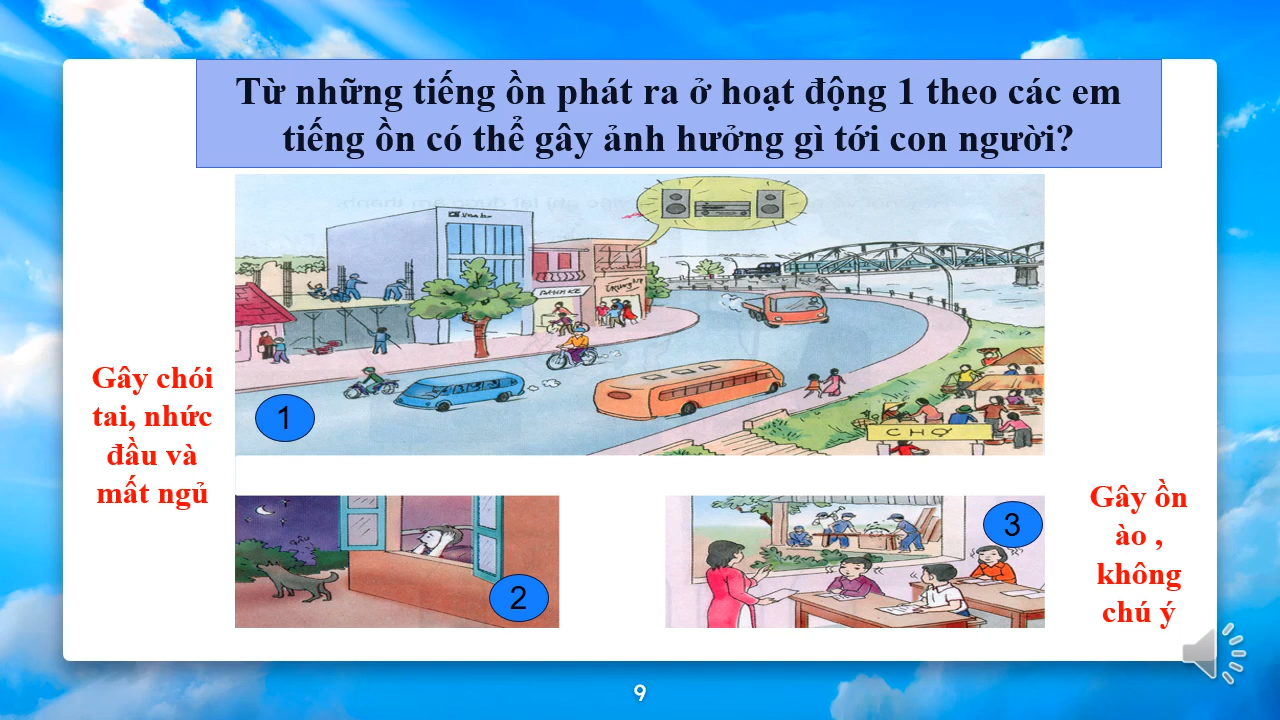 Từ những tiếng ồn phát ra ở hoạt động 1 theo các em
tiếng ồn có thể gây ảnh hưởng gì tới con người?
Gây chói
tai, nhức
đầu và
mất ngủ
1
CHỢ
2
3
Gây ồn
ào ,
không
chú ý
9